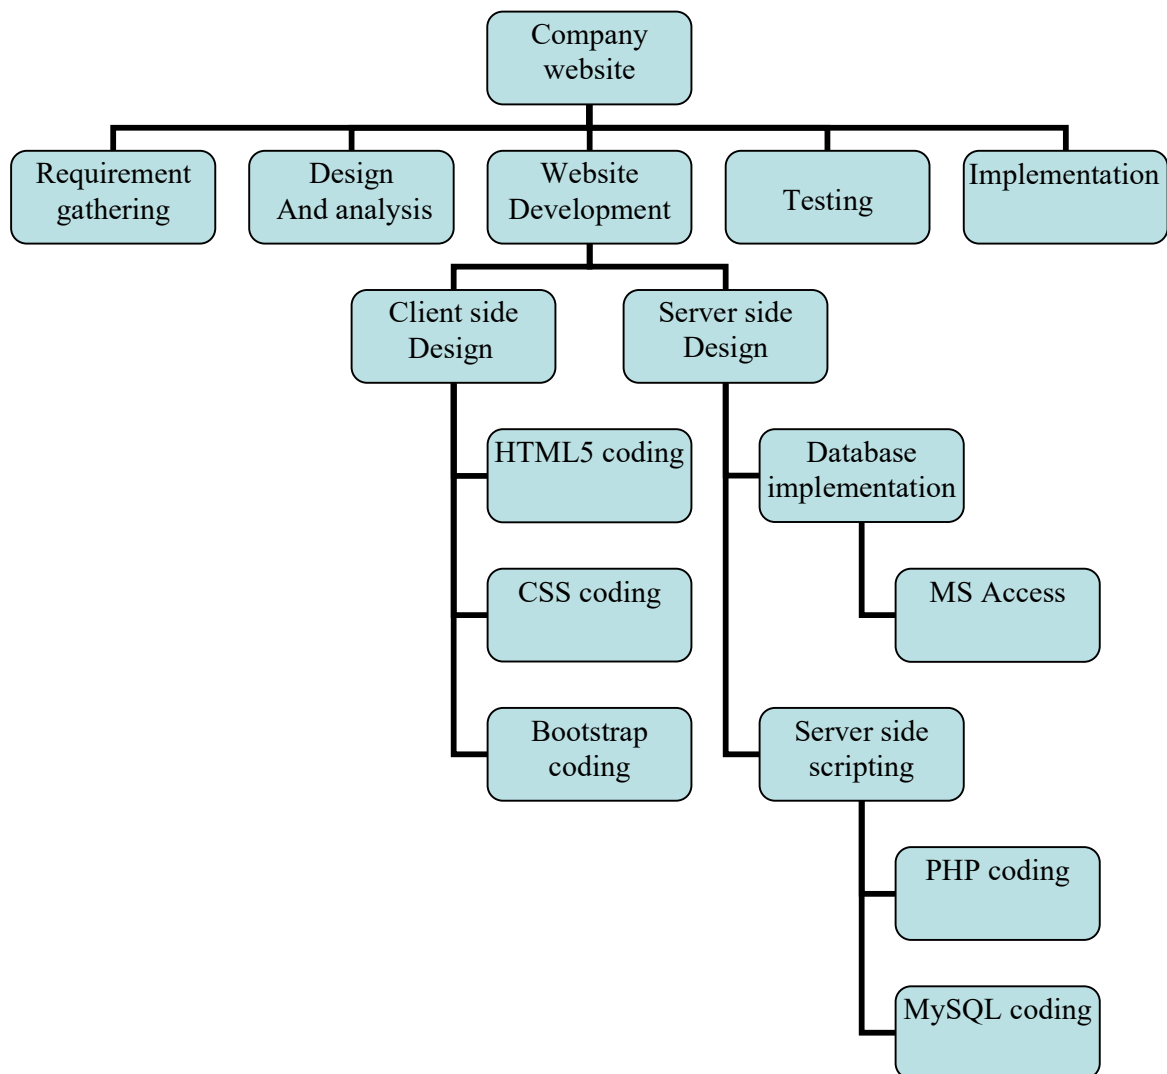 Company
website
Requirement
gathering
Design
And analysis
Website
Development
Testing
Implementation
Client side
Design
Server side
Design
HTML5 coding
Database
implementation
CSS coding
MS Access
Bootstrap
coding
Server side
scripting
PHP coding
MySQL coding